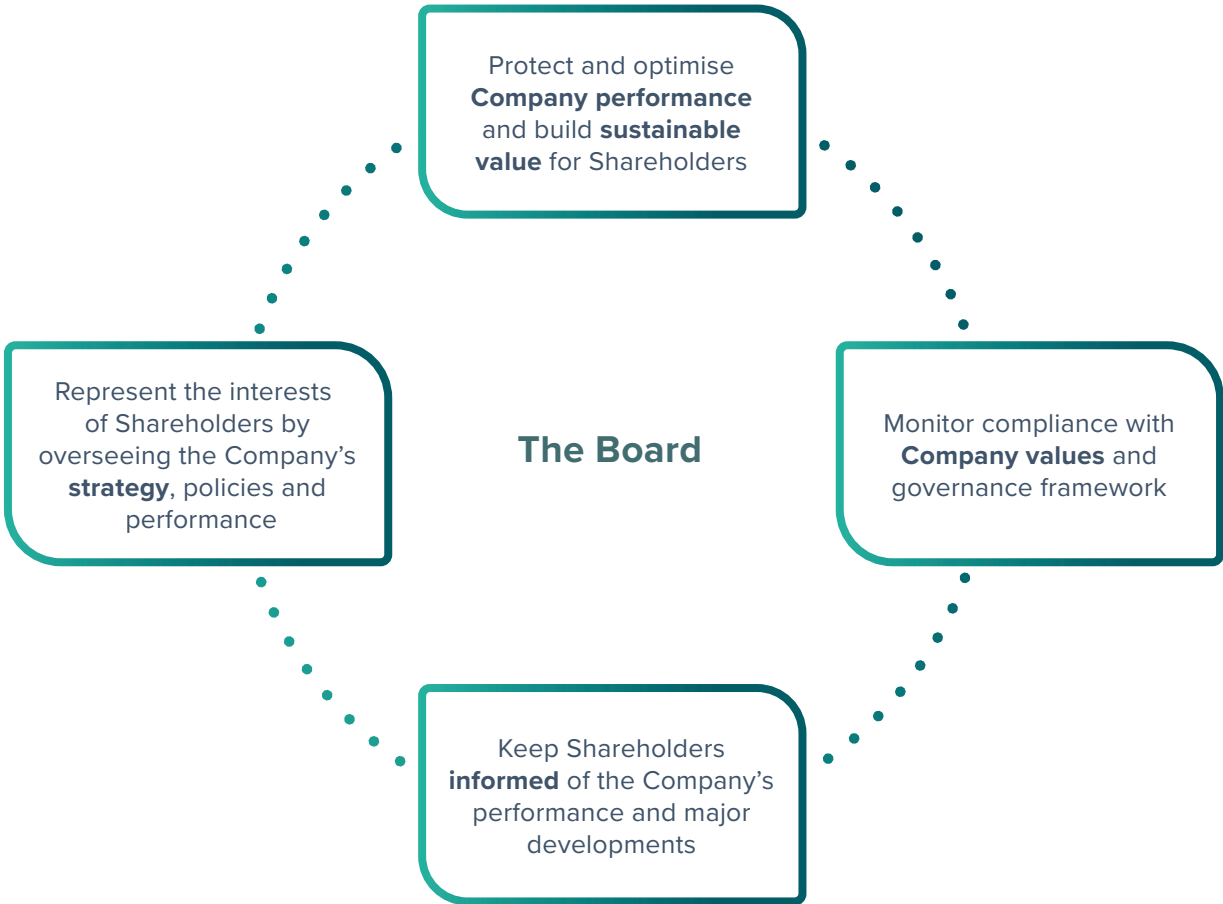 Protect and optimise
Company performance
and build sustainable
value for Shareholders
Represent the interests
of Shareholders by
overseeing the Company’s
strategy, policies and
performance
The Board
Monitor compliance with
Company values and
governance framework
Keep Shareholders
informed of the Company’s
performance and major
developments